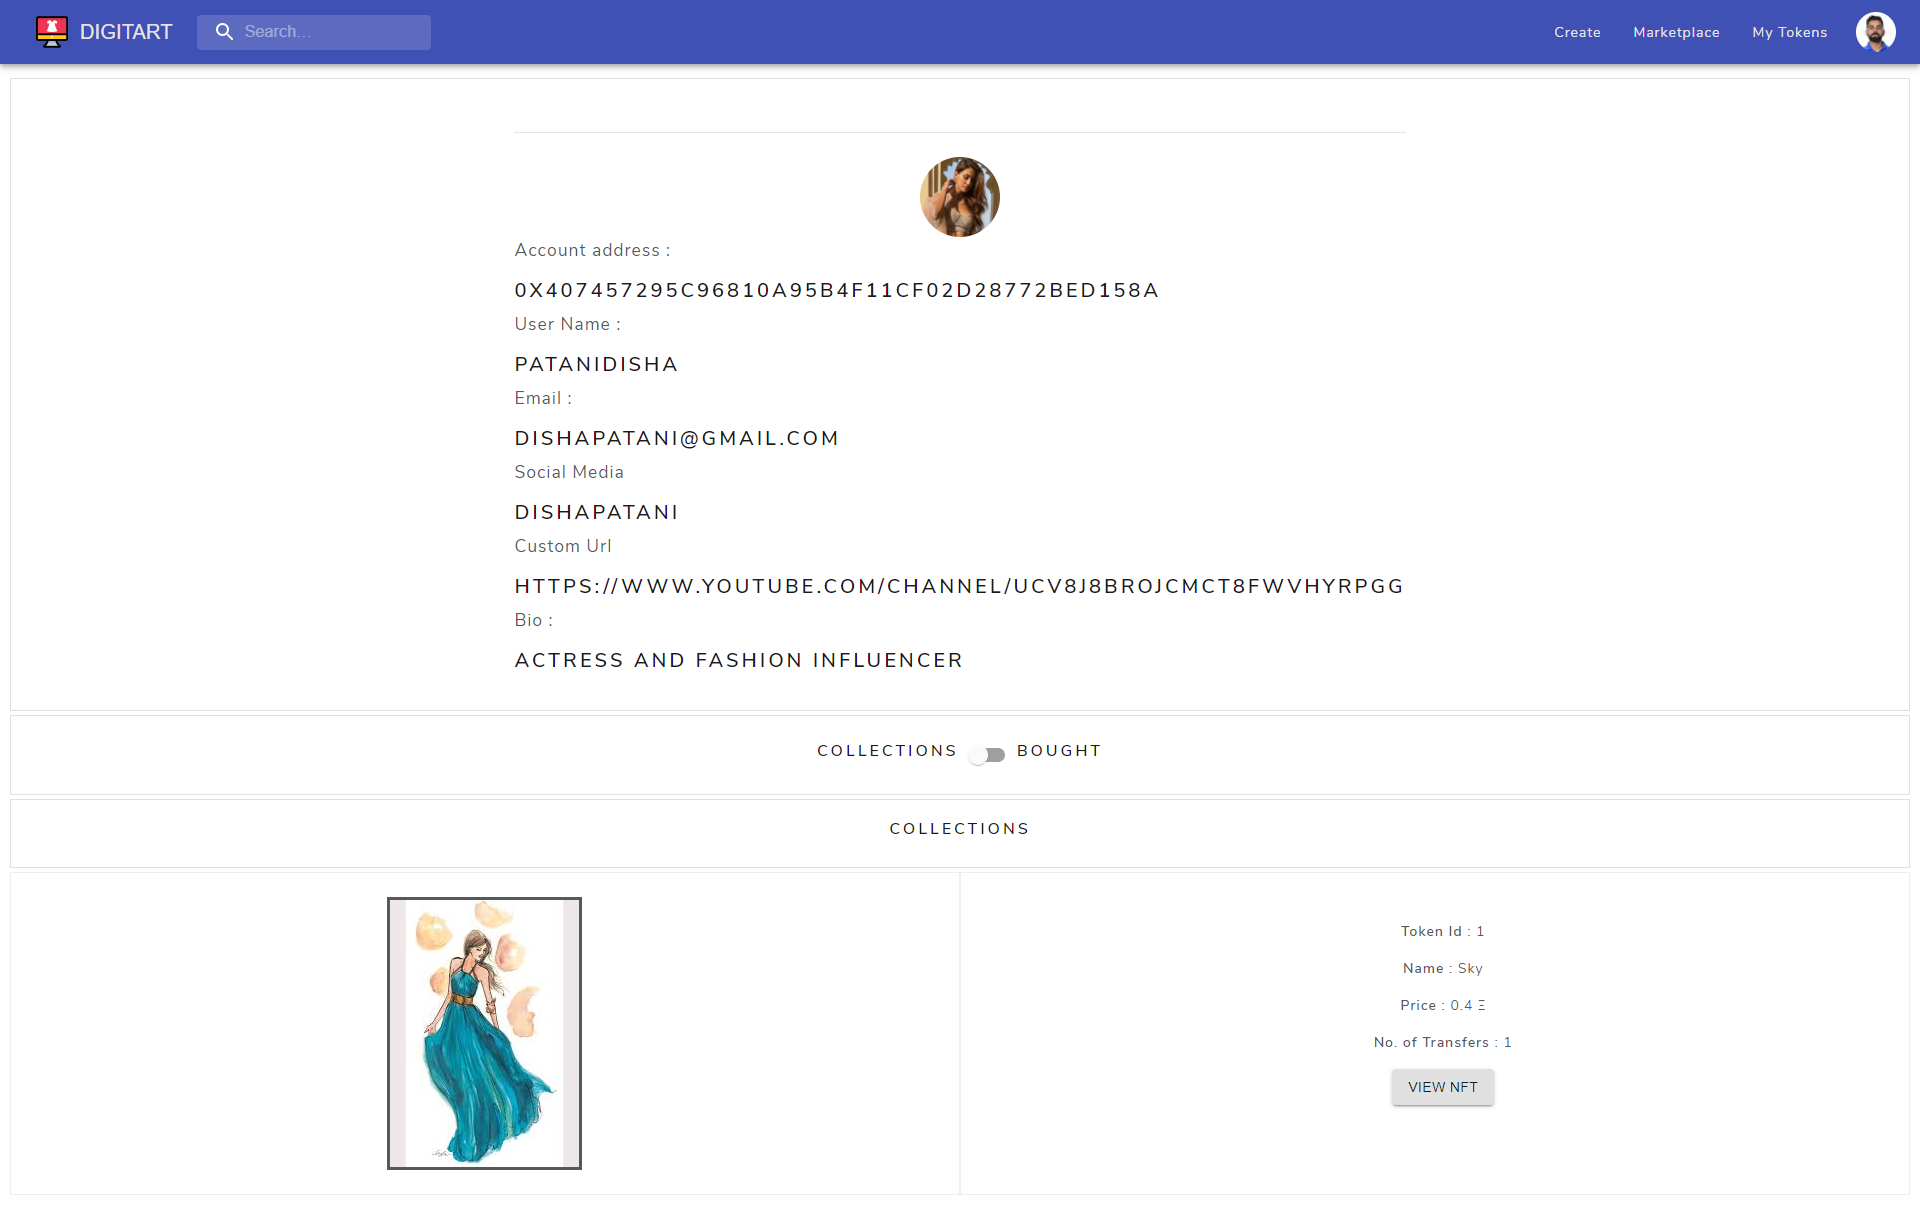 DIGITART
Search...
Create
Marketplace
My Tokens
Account address :
0X407457295C96810A95B4F11CF02D28772BED158A
User Name :
PATANIDISHA
Email :
DISHAPATANI@GMAIL.COM
Social Media
DISHAPATANI
Custom Url
HTTPS://WWW.YOUTUBE.COM/CHANNEL/UCV8J8BROJCMCT8FWVHYRPGG
Bio :
ACTRESS AND FASHION INFLUENCER
COLLECTIONS BOUGHT
COLLECTIONS
Token Id : 1
Name : Sky
Price : 0.4 Ξ
No. of Transfers : 1
VIEW NFT